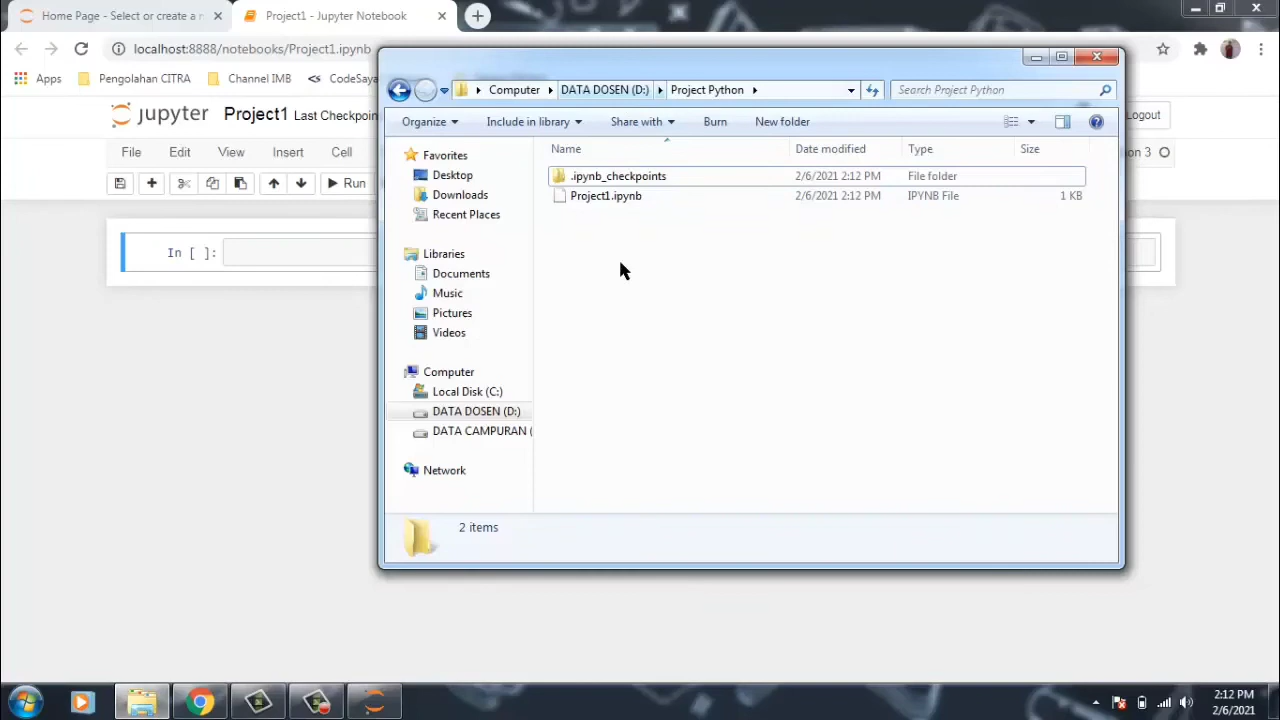 Home Page - Select or create a n
Project1 - Jupyter Notebook
localhost:8888/notebooks/Project1.ipynb
Apps
Pengolahan CITRA
Channel IMB
CodeSaya
jupyter
Project1
Last Checkpoin
Logout
File
Edit
View
Insert
Cell
on 3
Run
In [ ]:
Computer
DATA DOSEN (D:)
Project Python
Search Project Python
Organize
Include in library
Share with
Burn
New folder
Name
Date modified
Type
Size
Favorites
Desktop
Downloads
Recent Places
Libraries
Documents
Music
Pictures
Videos
Computer
Local Disk (C:)
DATA DOSEN (D:)
DATA CAMPURAN (
Network
.ipynb_checkpoints
2/6/2021 2:12 PM
File folder
Project1.ipynb
2/6/2021 2:12 PM
IPYNB File
1 KB
2 items
2:12 PM
2/6/2021